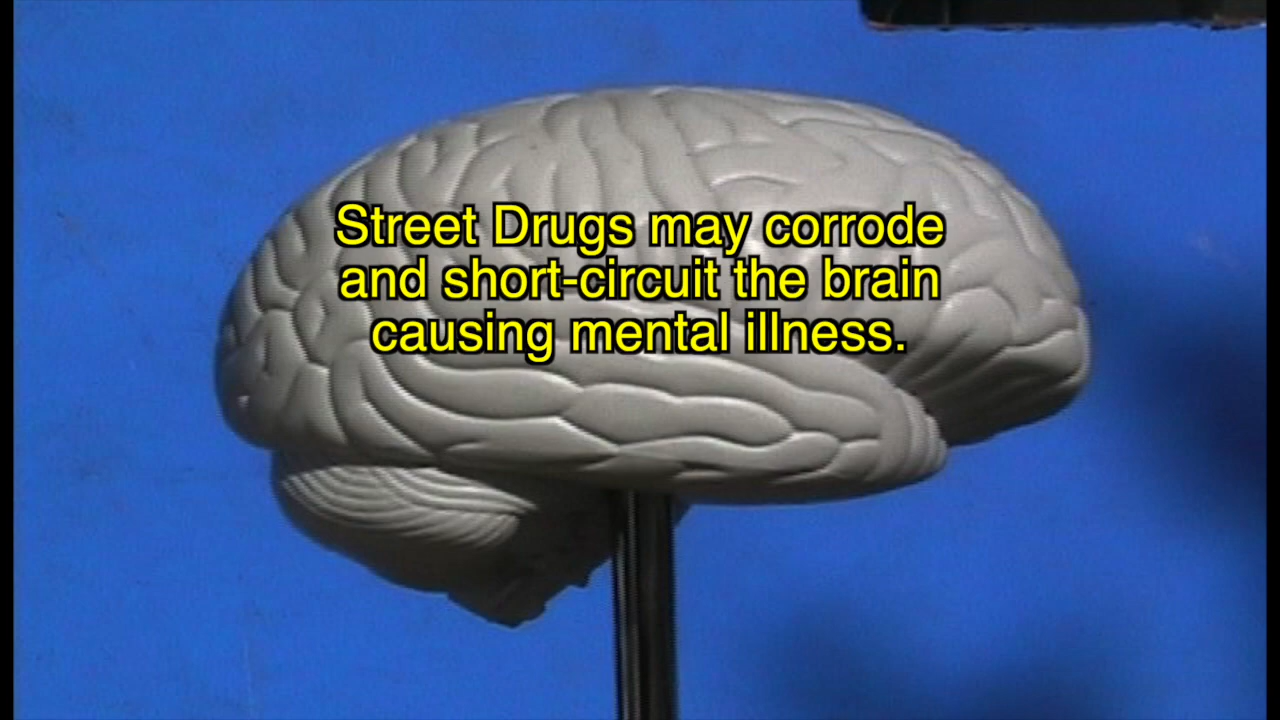 Street Drugs may corrode
and short-circuit the brain
causing mental illness.